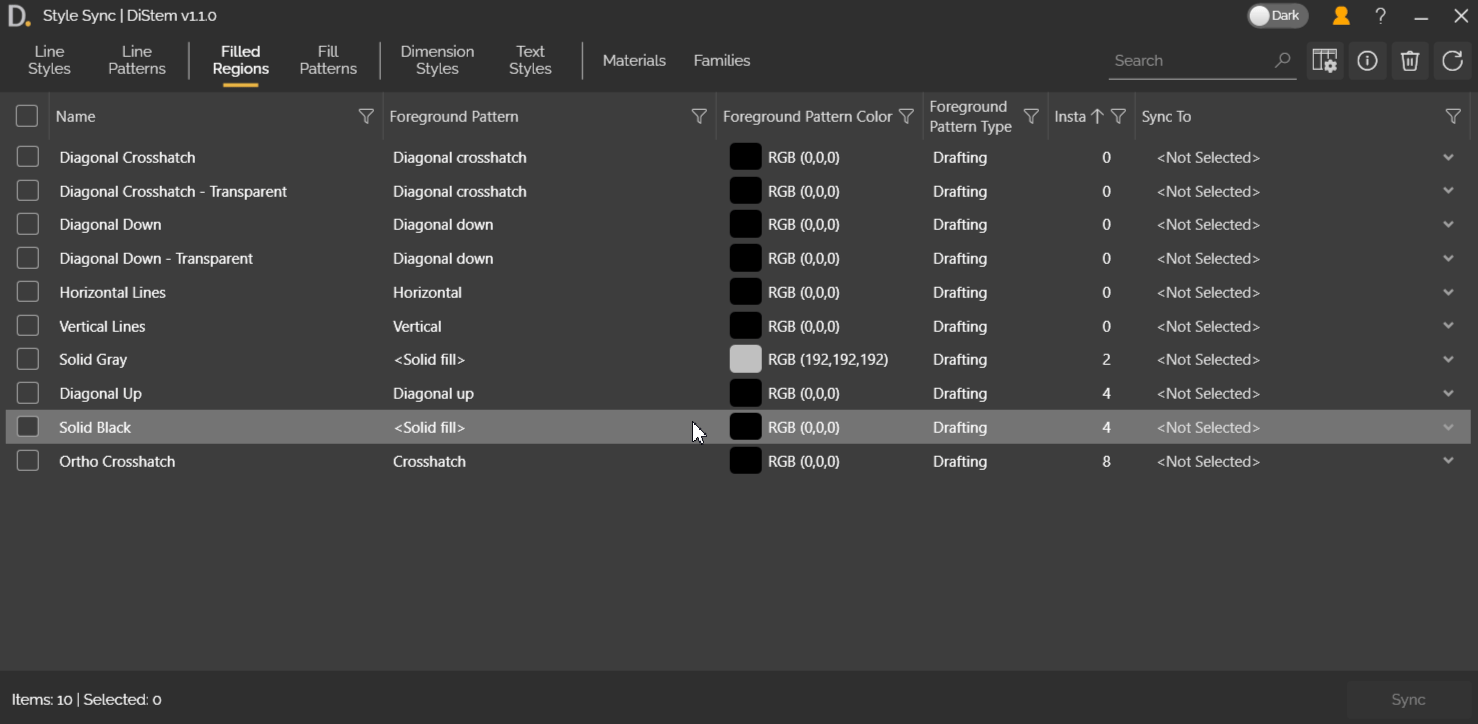 D. Style Sync | DiStem v1.1.0 Dark ?
Line Styles Line Patterns Filled Regions Fill Patterns Dimension Styles Text Styles Materials Families Search
Name Foreground Pattern Foreground Pattern Color Foreground Pattern Type Insta Sync To
Diagonal Crosshatch Diagonal crosshatch RGB (0,0,0) Drafting 0 <Not Selected>
Diagonal Crosshatch - Transparent Diagonal crosshatch RGB (0,0,0) Drafting 0 <Not Selected>
Diagonal Down Diagonal down RGB (0,0,0) Drafting 0 <Not Selected>
Diagonal Down - Transparent Diagonal down RGB (0,0,0) Drafting 0 <Not Selected>
Horizontal Lines Horizontal RGB (0,0,0) Drafting 0 <Not Selected>
Vertical Lines Vertical RGB (0,0,0) Drafting 0 <Not Selected>
Solid Gray <Solid fill> RGB (192,192,192) Drafting 2 <Not Selected>
Diagonal Up Diagonal up RGB (0,0,0) Drafting 4 <Not Selected>
Solid Black <Solid fill> RGB (0,0,0) Drafting 4 <Not Selected>
Ortho Crosshatch Crosshatch RGB (0,0,0) Drafting 8 <Not Selected>
Items: 10 | Selected: 0 Sync